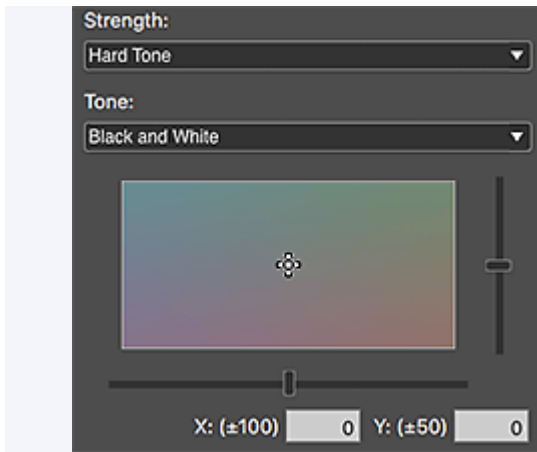 Strength:
Hard Tone
Tone:
Black and White
X: (±100) 0 Y: (±50) 0